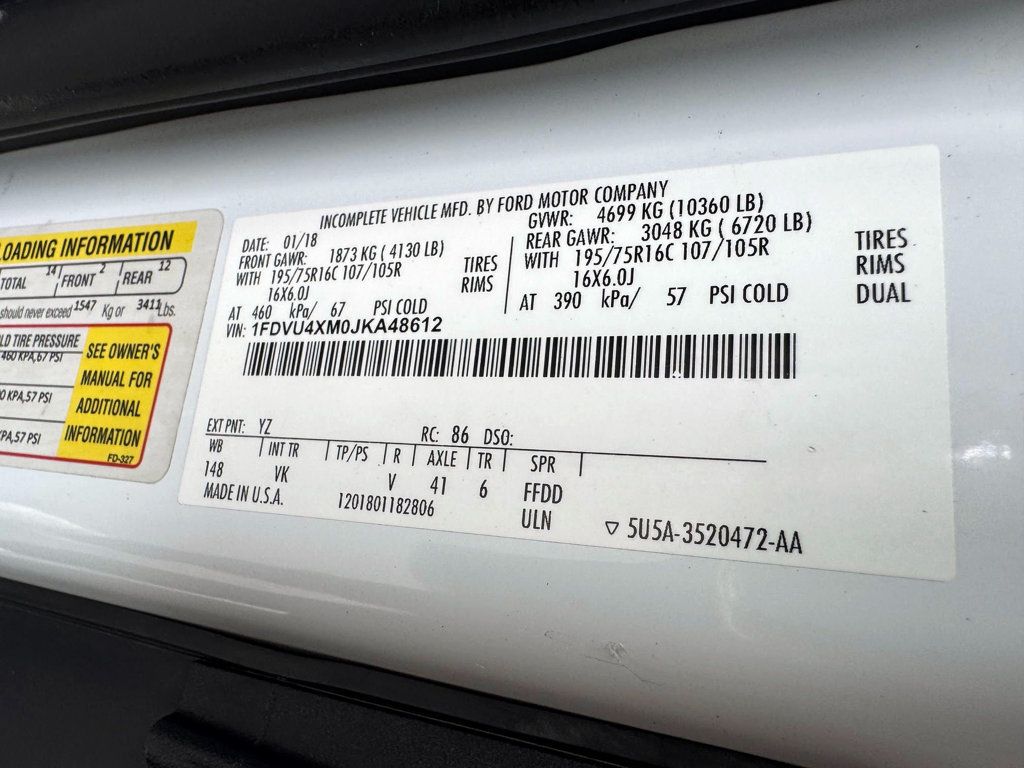 LOADING INFORMATION
TOTAL 14 FRONT 2 REAR 12
should never exceed 1547 Kg or 3411 Lbs.
LD TIRE PRESSURE
460 KPA,67 PSI
0 KPA,57 PSI
KPA,57 PSI
SEE OWNER'S
MANUAL FOR
ADDITIONAL
INFORMATION
FD-327
INCOMPLETE VEHICLE MFD. BY FORD MOTOR COMPANY
DATE: 01/18 GVWR: 4699 KG (10360 LB)
FRONT GAWR: 1873 KG ( 4130 LB) REAR GAWR: 3048 KG ( 6720 LB)
WITH 195/75R16C 107/105R TIRES WITH 195/75R16C 107/105R TIRES
16X6.0J RIMS 16X6.0J RIMS
AT 460 kPa/ 67 PSI COLD AT 390 kPa/ 57 PSI COLD DUAL
VIN: 1FDVU4XM0JKA48612
EXT PNT: YZ RC: 86 DSO:
WB INT TR TP/PS R AXLE TR SPR
148 VK V 41 6 FFDD
MADE IN U.S.A. 1201801182806 ULN
5U5A-3520472-AA